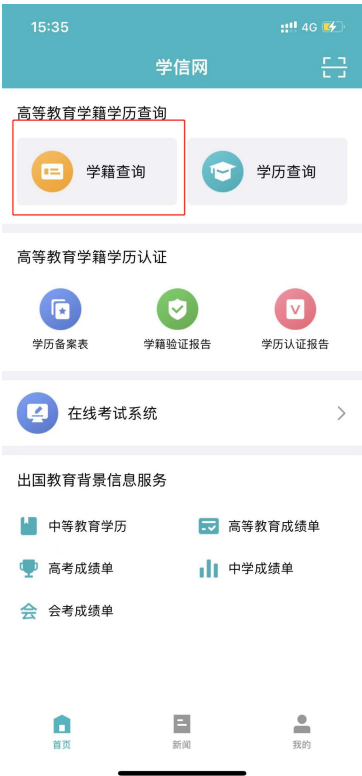 15:35
4G
学信网
高等教育学籍学历查询
学籍查询 学历查询
高等教育学籍学历认证
学历备案表 学籍验证报告 学历认证报告
在线考试系统
出国教育背景信息服务
中等教育学历 高等教育成绩单
高考成绩单 中学成绩单
会 会考成绩单
首页 新闻 我的